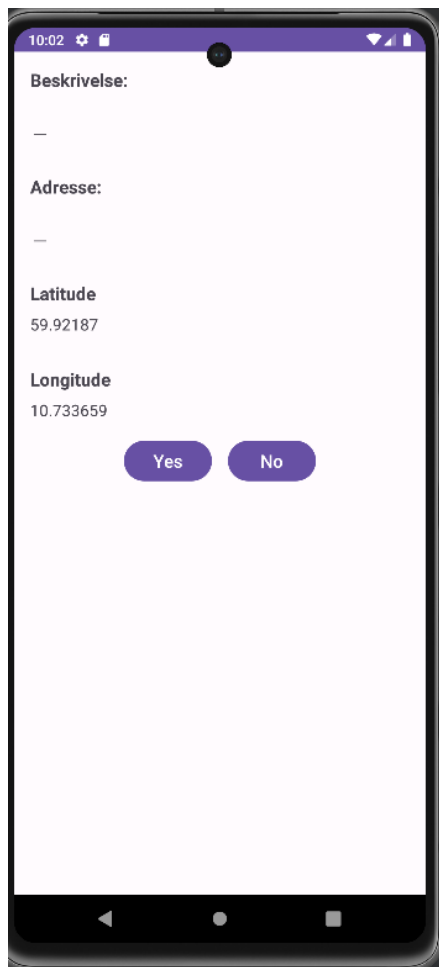 10:02
Beskrivelse:
Adresse:
Latitude
59.92187
Longitude
10.733659
Yes No